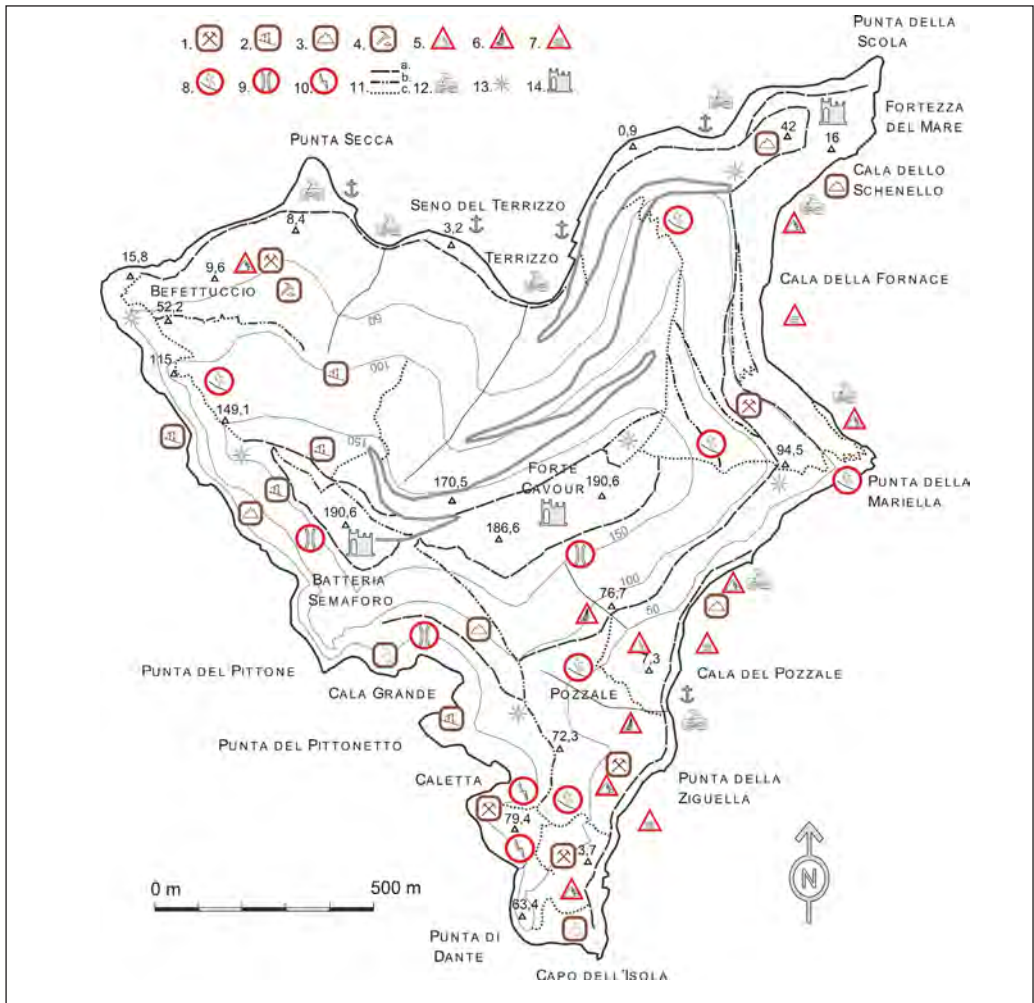 1. 2. 3. 4. 5. 6. 7.
8. 9. 10. 11. a. b. c. 12. 13. 14.
PUNTA DELLA
SCOLA
FORTEZZA
DEL MARE
42
16
0,9
PUNTA SECCA
CALA DELLO
SCHENELLO
SENO DEL TERRIZZO
8,4
3,2
TERRIZZO
15,8
9,6
BEFETTUCCIO
52,2
CALA DELLA FORNACE
50
100
115
149,1
150
94,5
PUNTA DELLA
MARIELLA
170,5
FORTE
CAVOUR
190,6
190,6
186,6
150
BATTERIA
SEMAFORO
100
76,7
50
PUNTA DEL PITTONE
CALA GRANDE
POZZALE
7,3
CALA DEL POZZALE
PUNTA DEL PITTONETTO
72,3
CALETTA
PUNTA DELLA
ZIGUELLA
79,4
3,7
0 m
500 m
63,4
N
PUNTA DI
DANTE
CAPO DELL'ISOLA